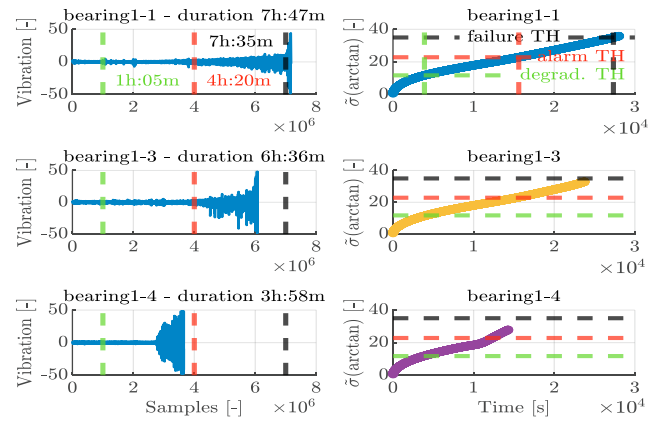 bearing1-1 - duration 7h:47m
Vibration [-]
50
0
-50
7h:35m
1h:05m
4h:20m
0
2
4
6
8
×10⁶
bearing1-1
σ̃(arctan) [-]
40
20
0
failure TH
alarm TH
degrad. TH
0
1
2
3
×10⁴
bearing1-3 - duration 6h:36m
Vibration [-]
50
0
-50
0
2
4
6
8
×10⁶
bearing1-3
σ̃(arctan) [-]
40
20
0
0
1
2
3
×10⁴
bearing1-4 - duration 3h:58m
Vibration [-]
50
0
-50
0
2
4
6
8
Samples [-]
×10⁶
bearing1-4
σ̃(arctan) [-]
40
20
0
0
1
2
3
Time [s]
×10⁴